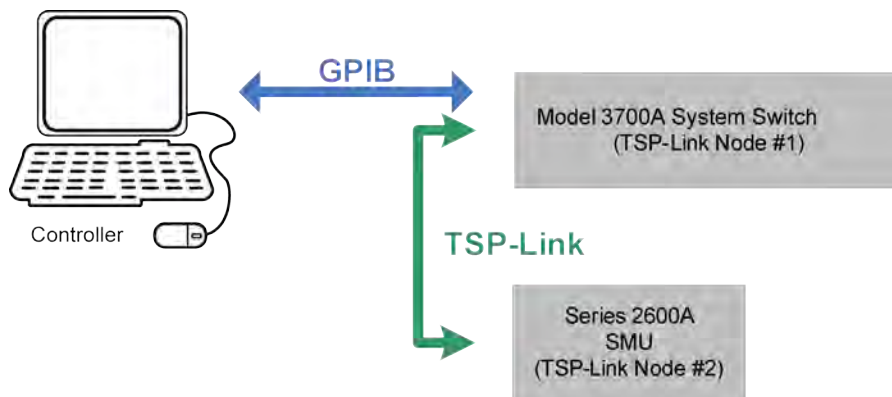 GPIB
Model 3700A System Switch
(TSP-Link Node #1)
Controller
TSP-Link
Series 2600A
SMU
(TSP-Link Node #2)